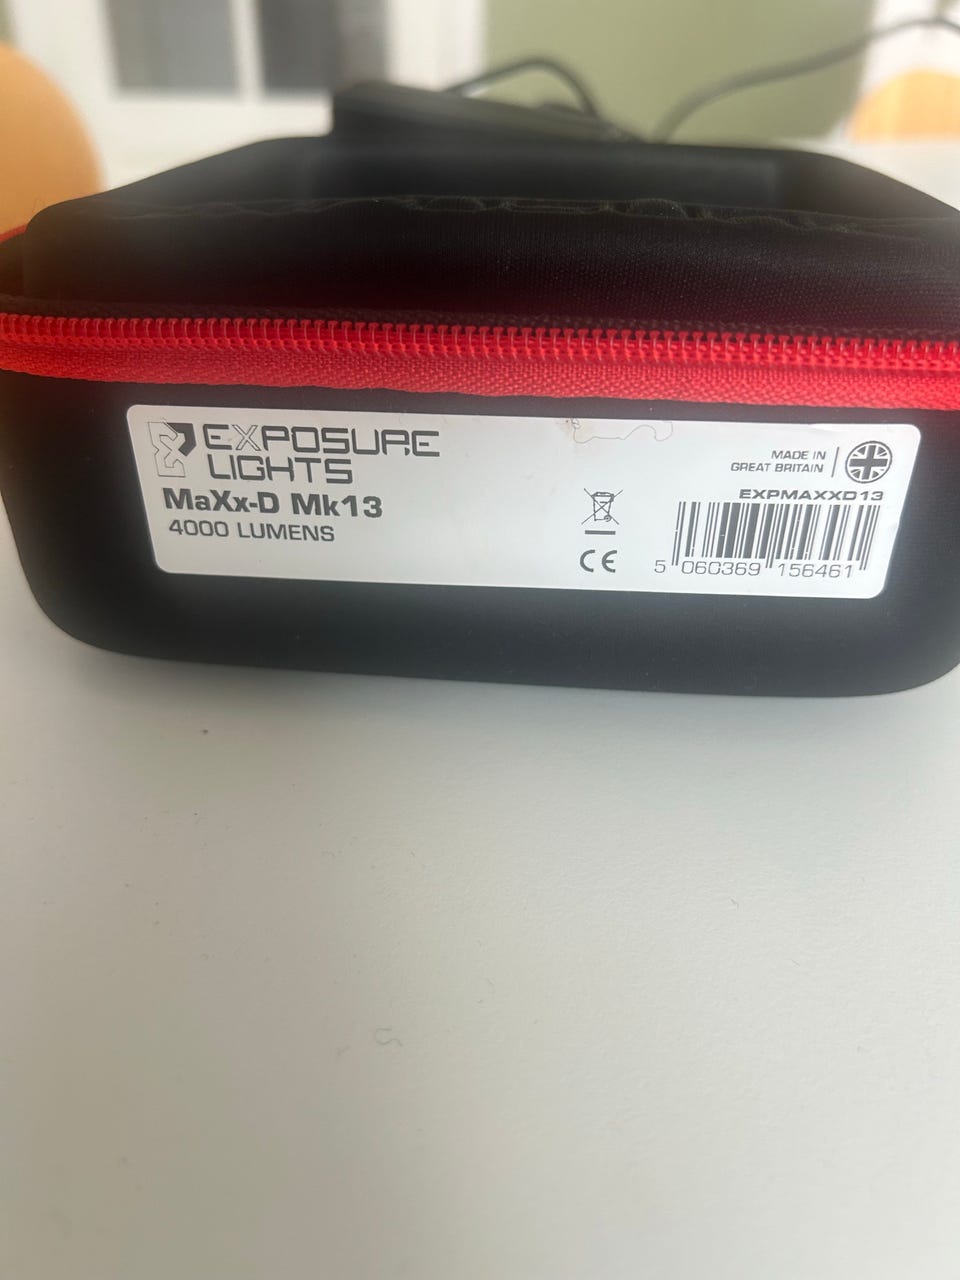 EXPOSURE
LIGHTS
MaXx-D Mk13
4000 LUMENS
CE
MADE IN
GREAT BRITAIN
EXPMAXXD13
5 060369 156461